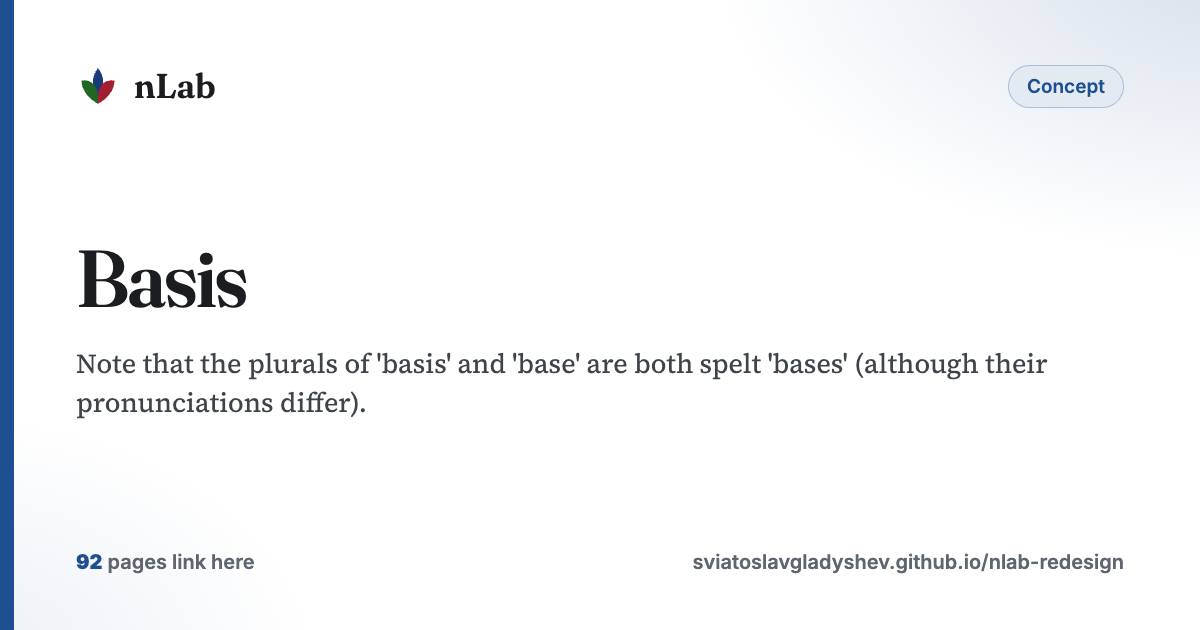 nLab
Concept
Basis
Note that the plurals of 'basis' and 'base' are both spelt 'bases' (although their
pronunciations differ).
92 pages link here
sviatoslavgladyshev.github.io/nlab-redesign